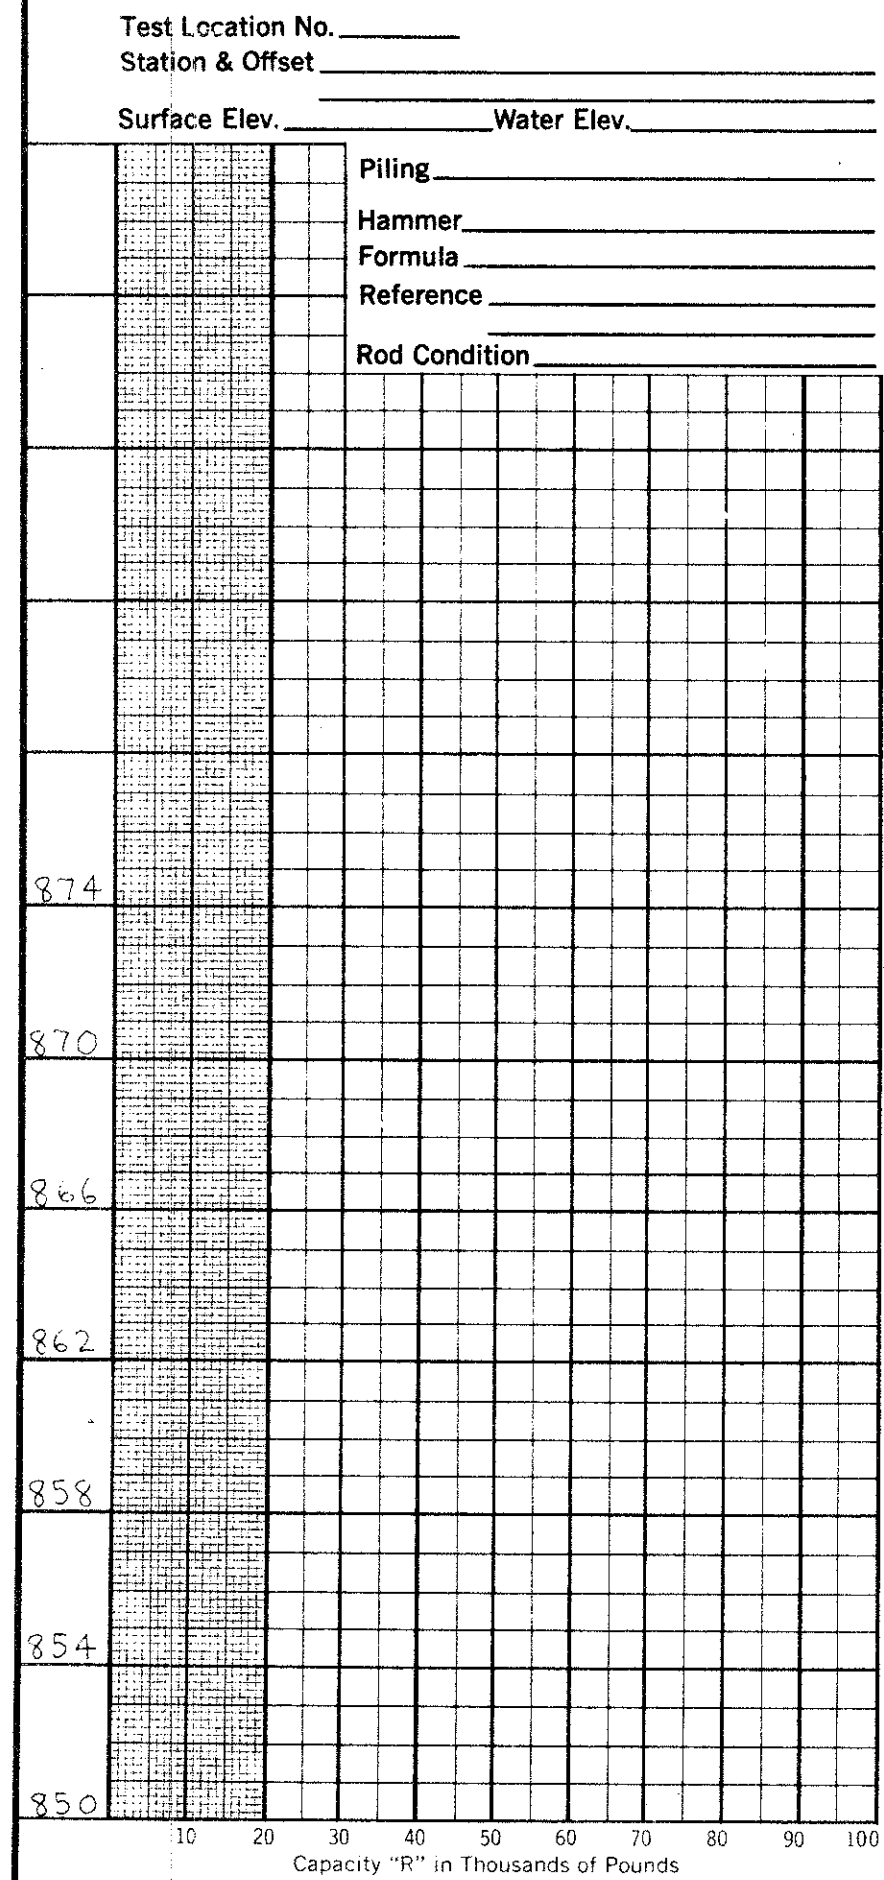 Test Location No.
Station & Offset
Surface Elev. Water Elev.
Piling
Hammer
Formula
Reference
Rod Condition
874
870
866
862
858
854
850
10 20 30 40 50 60 70 80 90 100
Capacity "R" in Thousands of Pounds